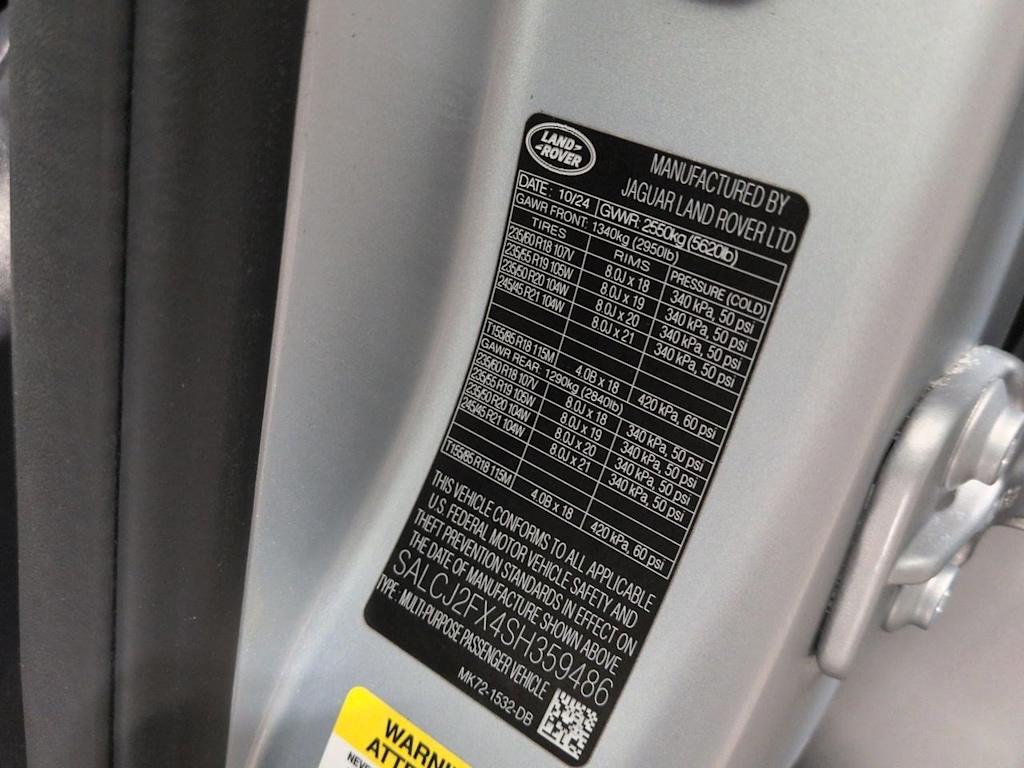 LAND-
-ROVER
MANUFACTURED BY
JAGUAR LAND ROVER LTD
DATE: 10/24 GVWR: 2550kg (5620lb)
GAWR FRONT: 1340kg (2950lb)
TIRES RIMS PRESSURE (COLD)
235/60 R18 107V 8.0J x 18 340 kPa, 50 psi
235/55 R19 105W 8.0J x 19 340 kPa, 50 psi
235/50 R20 104W 8.0J x 20 340 kPa, 50 psi
245/45 R21 104W 8.0J x 21 340 kPa, 50 psi
T155/85 R18 115M 4.0B x 18 420 kPa, 60 psi
GAWR REAR: 1290kg (2840lb)
235/60 R18 107V 8.0J x 18 340 kPa, 50 psi
235/55 R19 105W 8.0J x 19 340 kPa, 50 psi
235/50 R20 104W 8.0J x 20 340 kPa, 50 psi
245/45 R21 104W 8.0J x 21 340 kPa, 50 psi
T155/85 R18 115M 4.0B x 18 420 kPa, 60 psi
THIS VEHICLE CONFORMS TO ALL APPLICABLE
U.S. FEDERAL MOTOR VEHICLE SAFETY AND
THEFT PREVENTION STANDARDS IN EFFECT ON
THE DATE OF MANUFACTURE SHOWN ABOVE
SALCJ2FX4SH359486
TYPE: MULTI-PURPOSE PASSENGER VEHICLE
MK72-1532-DB
WARNIN
ATTE
NEVE